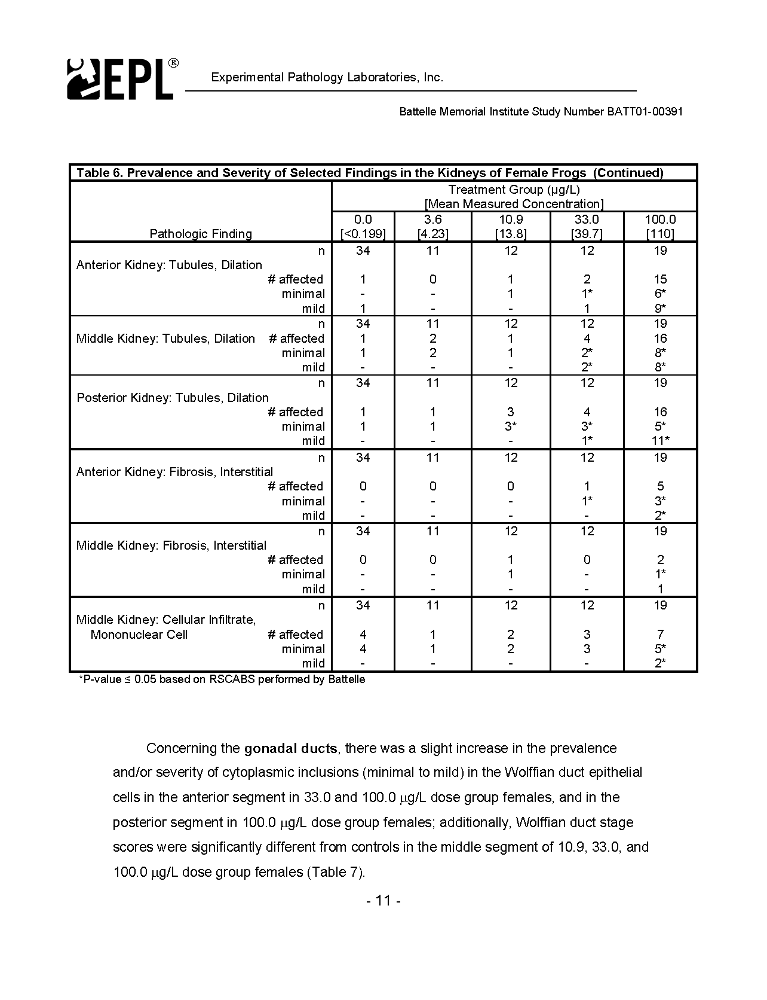 EPL®
Experimental Pathology Laboratories, Inc.
Battelle Memorial Institute Study Number BATT01-00391
Table 6. Prevalence and Severity of Selected Findings in the Kidneys of Female Frogs (Continued)
Treatment Group (µg/L)
[Mean Measured Concentration]
0.0 3.6 10.9 33.0 100.0
Pathologic Finding [<0.199] [4.23] [13.8] [39.7] [110]
n 34 11 12 12 19
Anterior Kidney: Tubules, Dilation
# affected 1 0 1 2 15
minimal - - 1 1* 6*
mild 1 - - 1 9*
n 34 11 12 12 19
Middle Kidney: Tubules, Dilation # affected 1 2 1 4 16
minimal 1 2 1 2* 8*
mild - - - 2* 8*
n 34 11 12 12 19
Posterior Kidney: Tubules, Dilation
# affected 1 1 3 4 16
minimal 1 1 3* 3* 5*
mild - - - 1* 11*
n 34 11 12 12 19
Anterior Kidney: Fibrosis, Interstitial
# affected 0 0 0 1 5
minimal - - - 1* 3*
mild - - - - 2*
n 34 11 12 12 19
Middle Kidney: Fibrosis, Interstitial
# affected 0 0 1 0 2
minimal - - 1 - 1*
mild - - - - 1
n 34 11 12 12 19
Middle Kidney: Cellular Infiltrate,
Mononuclear Cell # affected 4 1 2 3 7
minimal 4 1 2 3 5*
mild - - - - 2*
*P-value ≤ 0.05 based on RSCABS performed by Battelle
Concerning the gonadal ducts, there was a slight increase in the prevalence
and/or severity of cytoplasmic inclusions (minimal to mild) in the Wolffian duct epithelial
cells in the anterior segment in 33.0 and 100.0 µg/L dose group females, and in the
posterior segment in 100.0 µg/L dose group females; additionally, Wolffian duct stage
scores were significantly different from controls in the middle segment of 10.9, 33.0, and
100.0 µg/L dose group females (Table 7).
- 11 -